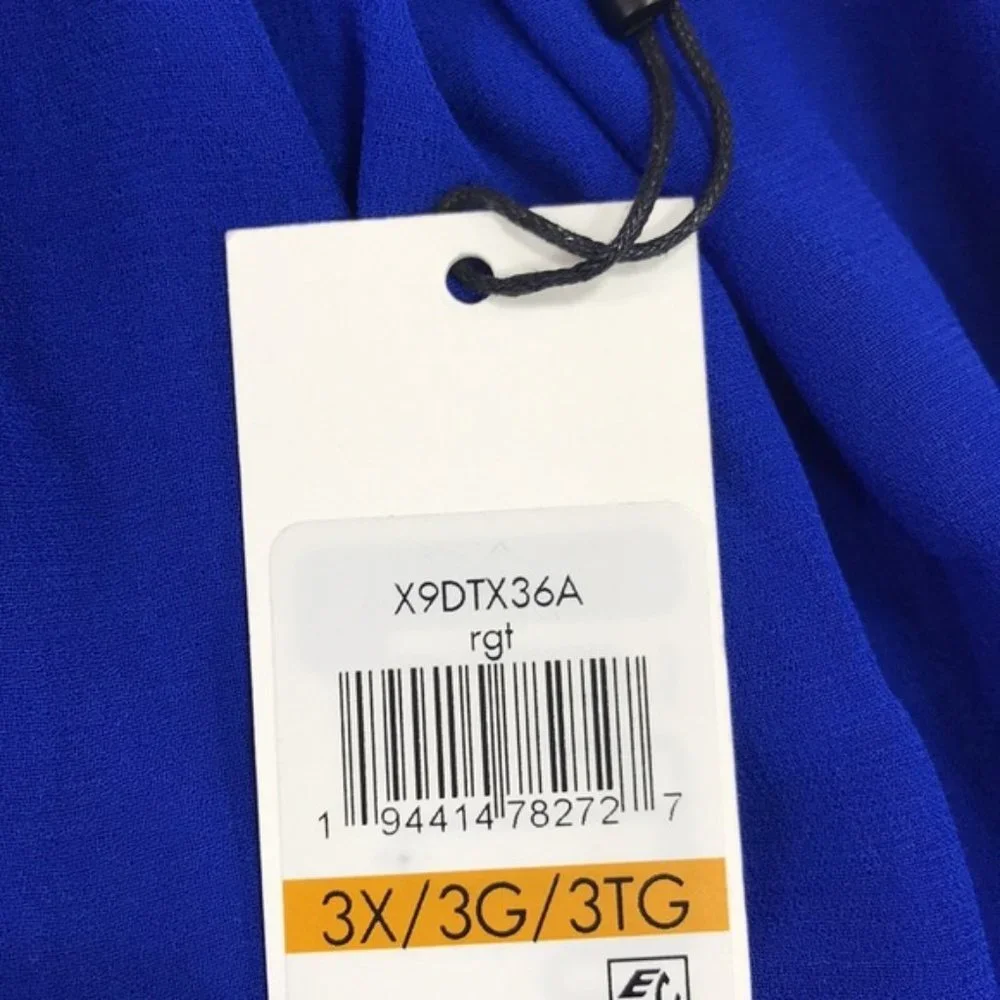 X9DTX36A
rgt
1 94414 78272 7
3X/3G/3TG